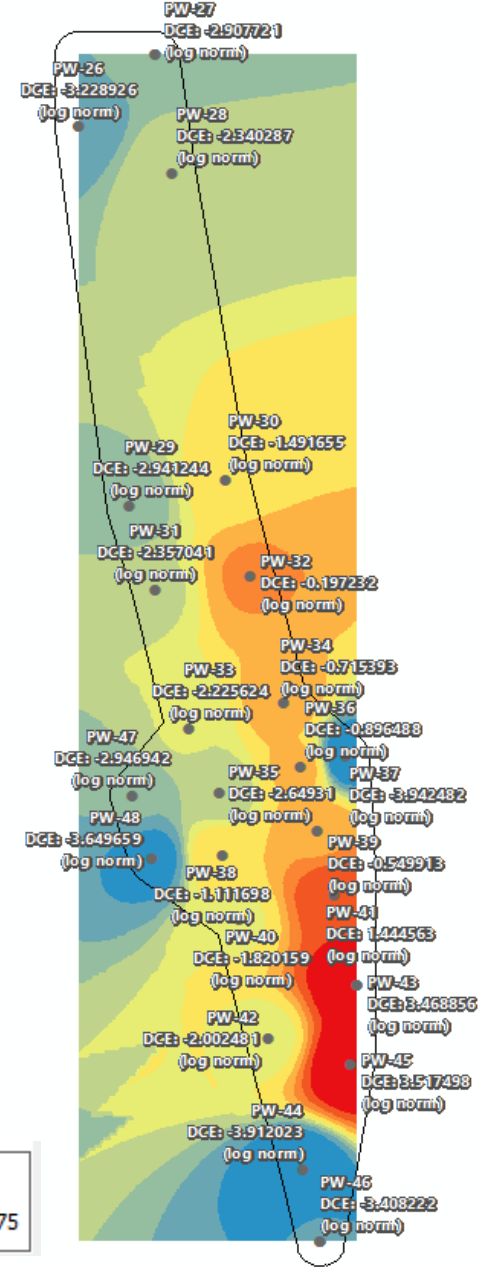 PW-27
DCE: -2.907721
(log norm)
PW-26
DCE: -3.228926
(log norm)
PW-28
DCE: -2.340287
(log norm)
PW-30
DCE: -1.491655
(log norm)
PW-29
DCE: -2.941244
(log norm)
PW-31
DCE: -2.357041
(log norm)
PW-32
DCE: -0.197232
(log norm)
PW-34
DCE: -0.715393
(log norm)
PW-33
DCE: -2.225624
(log norm)
PW-36
DCE: -0.896488
(log norm)
PW-47
DCE: -2.946942
(log norm)
PW-35
DCE: -2.64931
(log norm)
PW-37
DCE: -3.942482
(log norm)
PW-48
DCE: -3.649659
(log norm)
PW-39
DCE: -0.549913
(log norm)
PW-38
DCE: -1.111698
(log norm)
PW-41
DCE: 1.444563
(log norm)
PW-40
DCE: -1.820159
(log norm)
PW-43
DCE: 3.468856
(log norm)
PW-42
DCE: -2.002481
(log norm)
PW-45
DCE: 3.517498
(log norm)
PW-44
DCE: -3.912023
(log norm)
PW-46
DCE: -3.408222
(log norm)
75